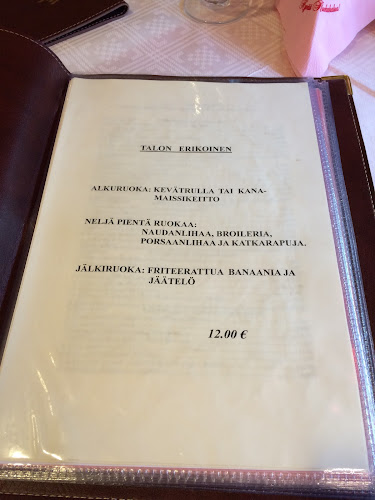 TALON ERIKOINEN
ALKURUOKA: KEVÄTRULLA TAI KANA-
MAISSIKEITTO
NELJÄ PIENTÄ RUOKAA:
NAUDANLIHAA, BROILERIA,
PORSAANLIHAA JA KATKARAPUJA.
JÄLKIRUOKA: FRITEERATTUA BANAANIA JA
JÄÄTELÖ
12.00 €